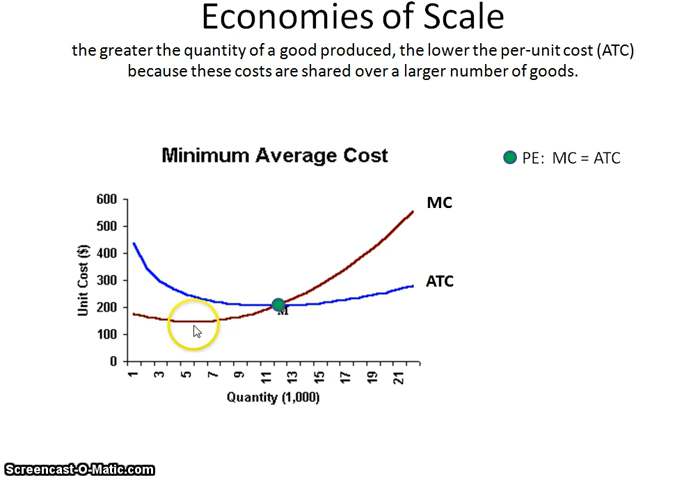 Economies of Scale
the greater the quantity of a good produced, the lower the per-unit cost (ATC)
because these costs are shared over a larger number of goods.
Minimum Average Cost
PE: MC = ATC
600
500
400
300
200
100
0
Unit Cost ($)
MC
ATC
M
1
3
5
7
9
11
13
15
17
19
21
Quantity (1,000)
Screencast-O-Matic.com